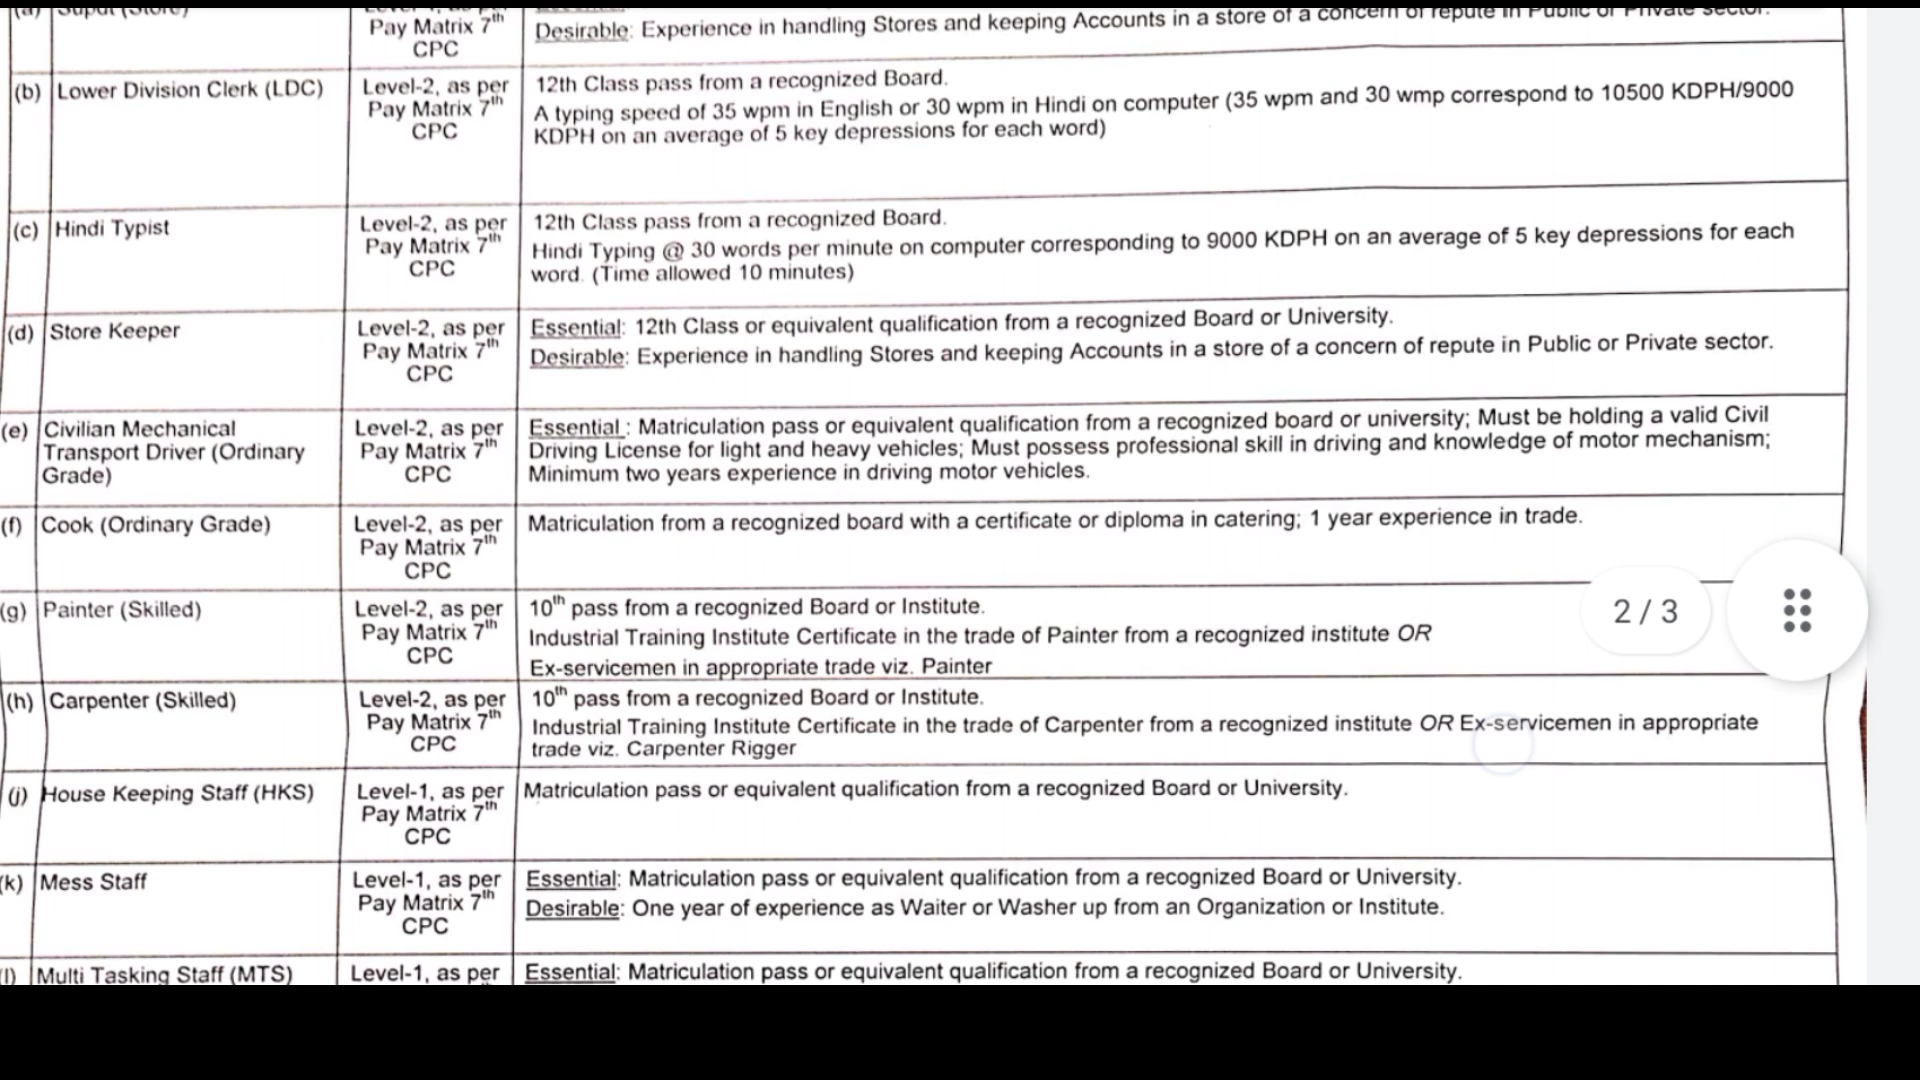 (a) Supdt (Store)
Pay Matrix 7th
CPC
Desirable: Experience in handling Stores and keeping Accounts in a store of a concern of repute in Public or Private sector.
(b) Lower Division Clerk (LDC)
Level-2, as per
Pay Matrix 7th
CPC
12th Class pass from a recognized Board.
A typing speed of 35 wpm in English or 30 wpm in Hindi on computer (35 wpm and 30 wmp correspond to 10500 KDPH/9000
KDPH on an average of 5 key depressions for each word)
(c) Hindi Typist
Level-2, as per
Pay Matrix 7th
CPC
12th Class pass from a recognized Board.
Hindi Typing @ 30 words per minute on computer corresponding to 9000 KDPH on an average of 5 key depressions for each
word. (Time allowed 10 minutes)
(d) Store Keeper
Level-2, as per
Pay Matrix 7th
CPC
Essential: 12th Class or equivalent qualification from a recognized Board or University.
Desirable: Experience in handling Stores and keeping Accounts in a store of a concern of repute in Public or Private sector.
(e) Civilian Mechanical
Transport Driver (Ordinary
Grade)
Level-2, as per
Pay Matrix 7th
CPC
Essential : Matriculation pass or equivalent qualification from a recognized board or university; Must be holding a valid Civil
Driving License for light and heavy vehicles; Must possess professional skill in driving and knowledge of motor mechanism;
Minimum two years experience in driving motor vehicles.
(f) Cook (Ordinary Grade)
Level-2, as per
Pay Matrix 7th
CPC
Matriculation from a recognized board with a certificate or diploma in catering; 1 year experience in trade.
(g) Painter (Skilled)
Level-2, as per
Pay Matrix 7th
CPC
10th pass from a recognized Board or Institute.
Industrial Training Institute Certificate in the trade of Painter from a recognized institute OR
Ex-servicemen in appropriate trade viz. Painter
2 / 3
(h) Carpenter (Skilled)
Level-2, as per
Pay Matrix 7th
CPC
10th pass from a recognized Board or Institute.
Industrial Training Institute Certificate in the trade of Carpenter from a recognized institute OR Ex-servicemen in appropriate
trade viz. Carpenter Rigger
(j) House Keeping Staff (HKS)
Level-1, as per
Pay Matrix 7th
CPC
Matriculation pass or equivalent qualification from a recognized Board or University.
(k) Mess Staff
Level-1, as per
Pay Matrix 7th
CPC
Essential: Matriculation pass or equivalent qualification from a recognized Board or University.
Desirable: One year of experience as Waiter or Washer up from an Organization or Institute.
(l) Multi Tasking Staff (MTS)
Level-1, as per
Essential: Matriculation pass or equivalent qualification from a recognized Board or University.